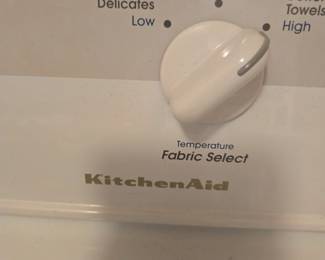 Delicates
Low
Towels
High
Temperature
Fabric Select
KitchenAid